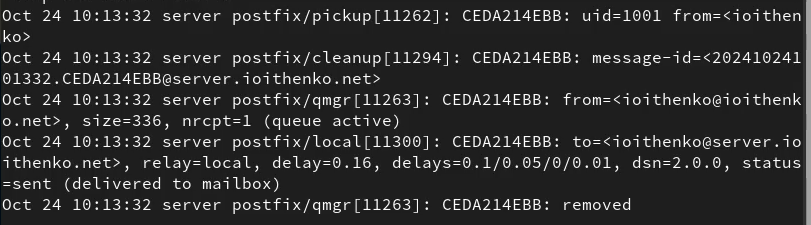 Oct 24 10:13:32 server postfix/pickup[11262]: CEDA214EBB: uid=1001 from=<ioithen
ko>
Oct 24 10:13:32 server postfix/cleanup[11294]: CEDA214EBB: message-id=<202410241
01332.CEDA214EBB@server.ioithenko.net>
Oct 24 10:13:32 server postfix/qmgr[11263]: CEDA214EBB: from=<ioithenko@ioithenk
o.net>, size=336, nrcpt=1 (queue active)
Oct 24 10:13:32 server postfix/local[11300]: CEDA214EBB: to=<ioithenko@server.io
ithenko.net>, relay=local, delay=0.16, delays=0.1/0.05/0/0.01, dsn=2.0.0, status
=sent (delivered to mailbox)
Oct 24 10:13:32 server postfix/qmgr[11263]: CEDA214EBB: removed